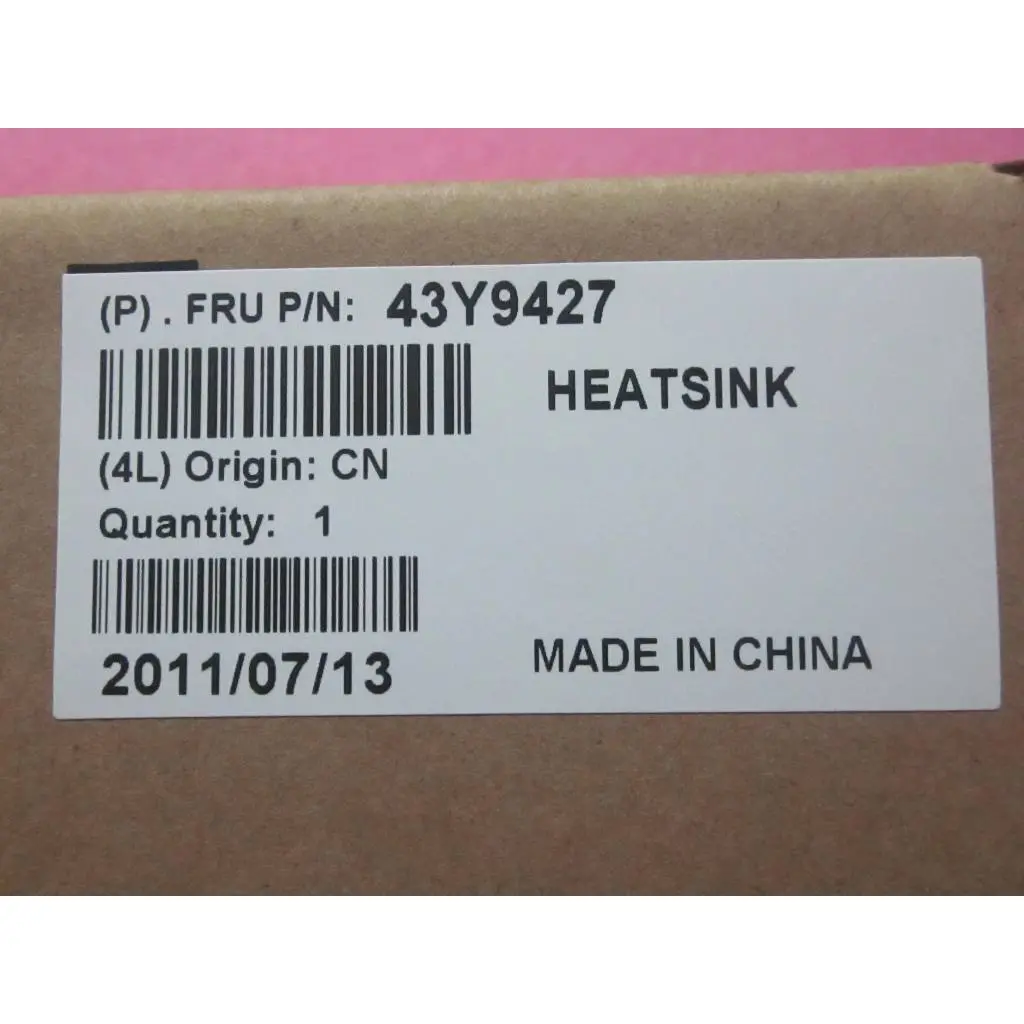 (P) . FRU P/N: 43Y9427
HEATSINK
(4L) Origin: CN
Quantity: 1
2011/07/13
MADE IN CHINA